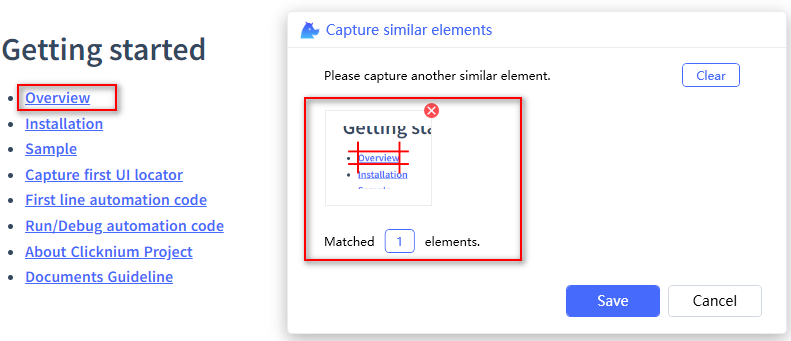 Getting started
Overview
Installation
Sample
Capture first UI locator
First line automation code
Run/Debug automation code
About Clicknium Project
Documents Guideline
Capture similar elements
Please capture another similar element.
Clear
Getting sta
Overview
Installation
Sample
Matched 1 elements.
Save
Cancel